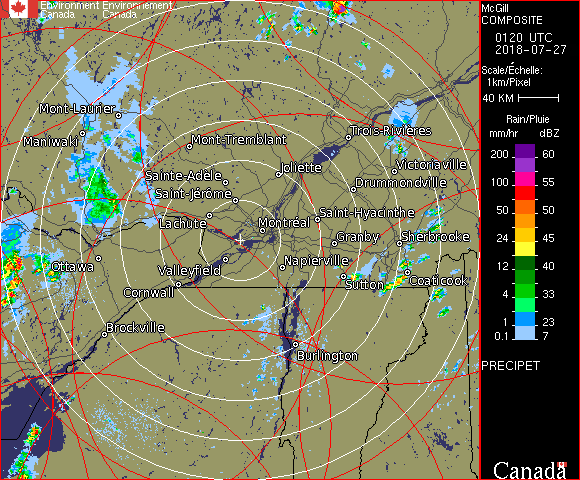 Environment Environnement
Canada Canada
McGill
COMPOSITE
0120 UTC
2018-07-27
Scale/Échelle:
1km/Pixel
40 KM
Rain/Pluie
mm/hr dBZ
200 60
100 55
50 50
24 45
12 40
4 33
1 23
0.1 7
PRECIPET
Canada
Mont-Laurier
Maniwaki
Mont-Tremblant
Trois-Rivières
Joliette
Victoriaville
Sainte-Adèle
Drummondville
Saint-Jérôme
Saint-Hyacinthe
Lachute
Montréal
Granby
Sherbrooke
Ottawa
Valleyfield
Napierville
Cornwall
Sutton
Coaticook
Brockville
Burlington